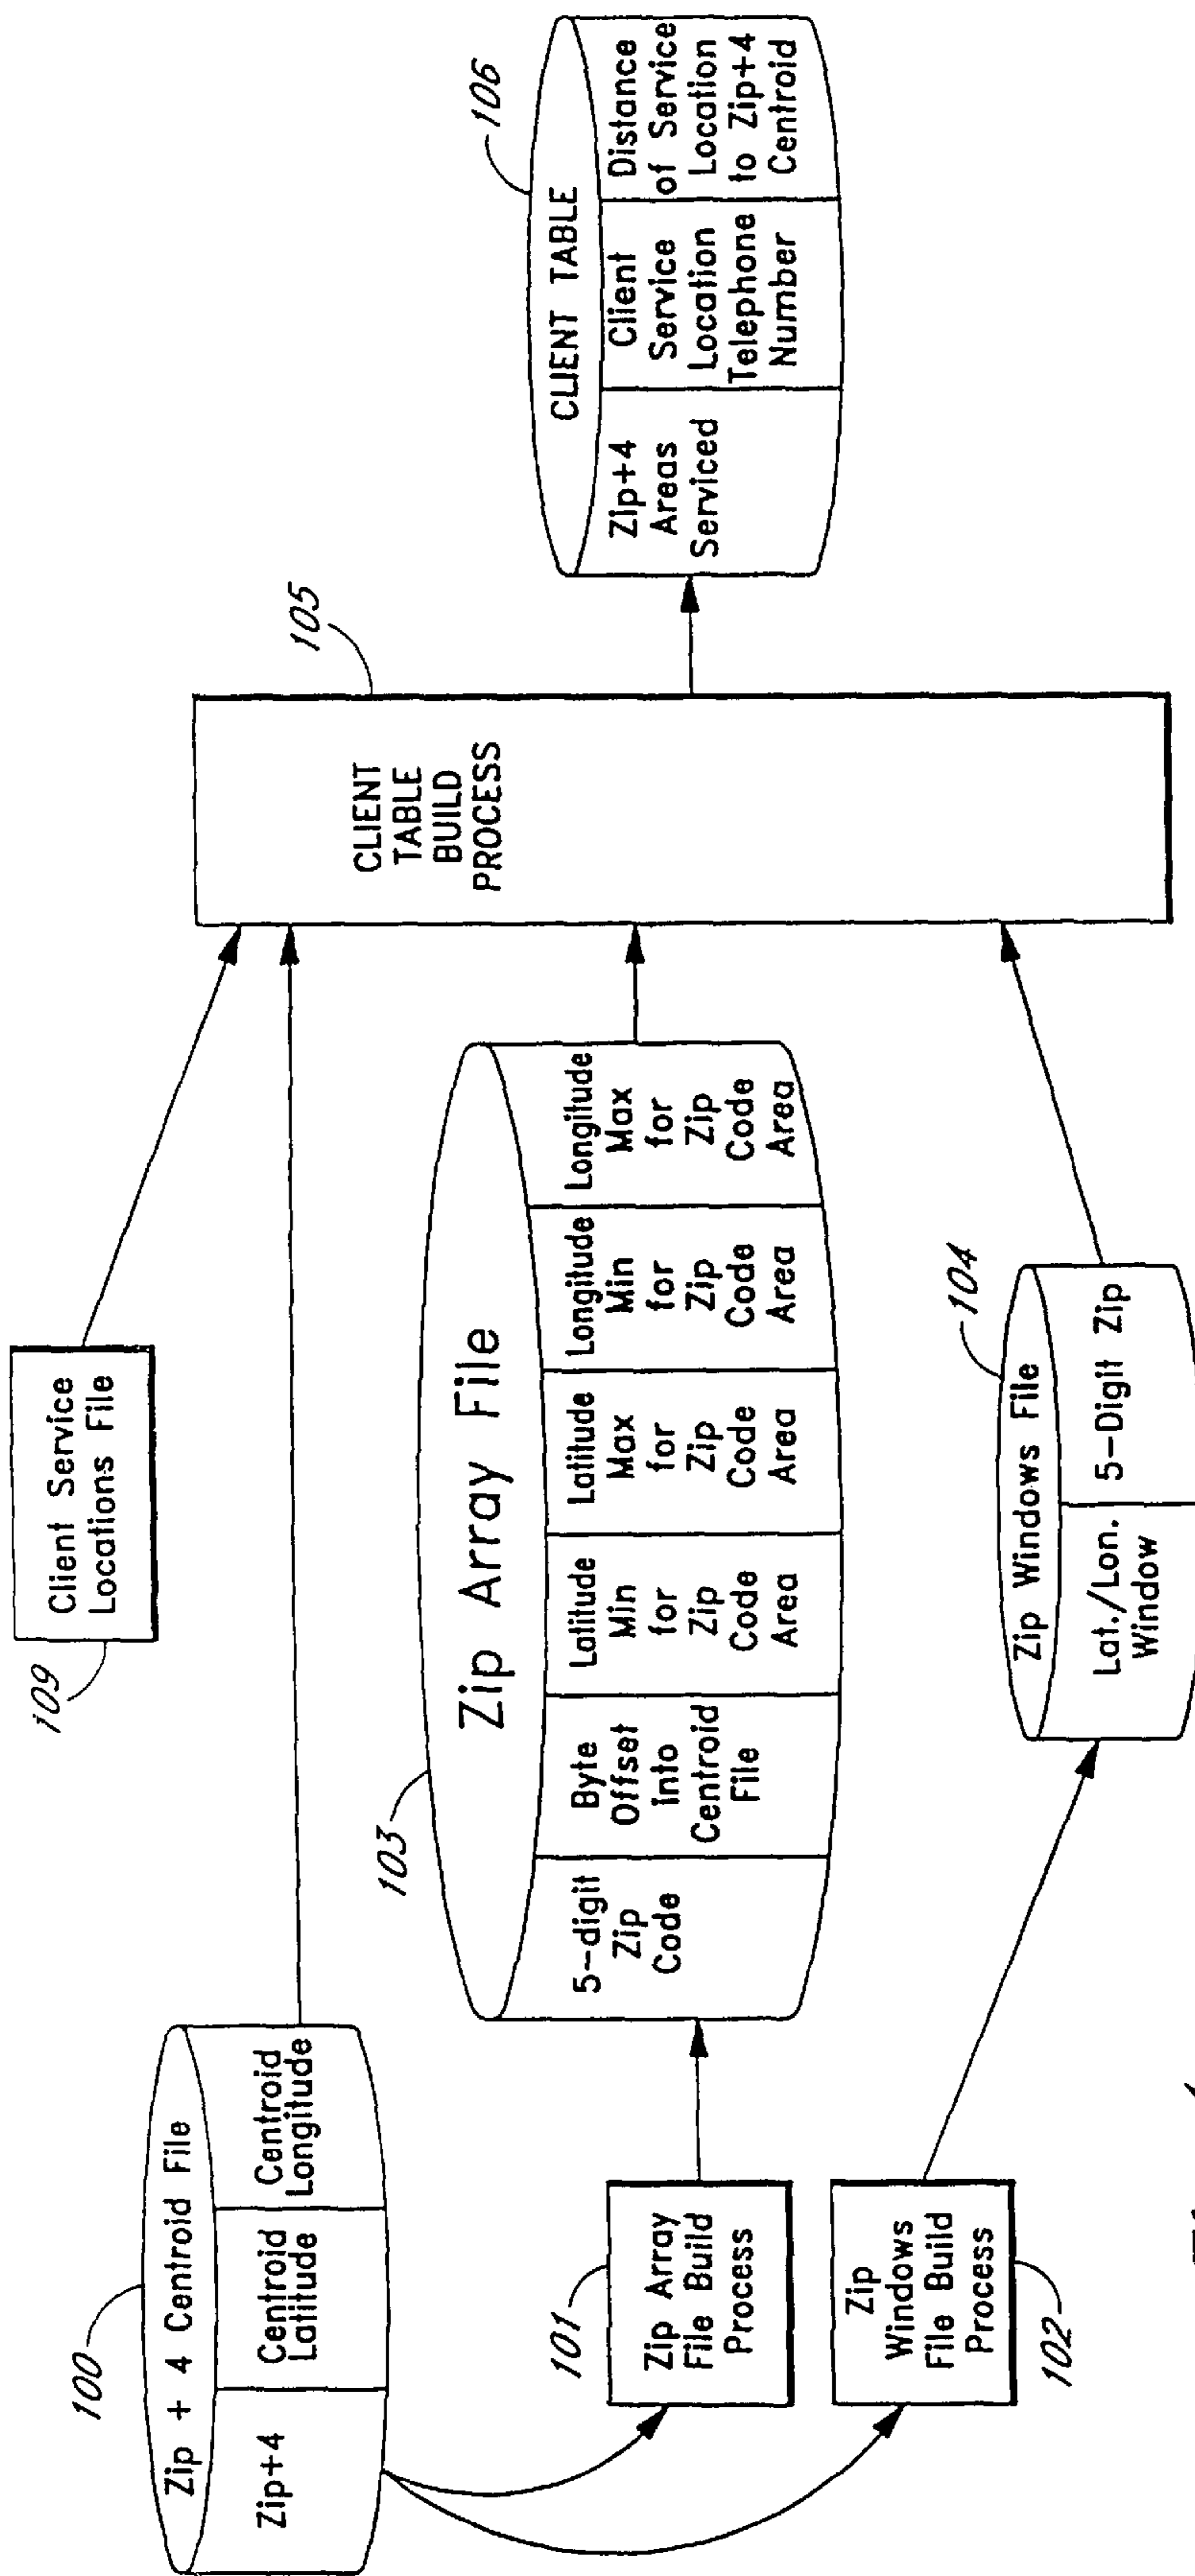 109
Client Service
Locations File
100
Zip + 4 Centroid File
Zip+4
Centroid
Latitude
Centroid
Longitude
103
Zip Array File
5-digit
Zip
Code
Byte
Offset
into
Centroid
File
Latitude
Min
for
Zip
Code
Area
Latitude
Max
for
Zip
Code
Area
Longitude
Min
for
Zip
Code
Area
Longitude
Max
for
Zip
Code
Area
101
Zip Array
File Build
Process
102
Zip
Windows
File Build
Process
104
Zip Windows File
Lat./Lon.
Window
5-Digit Zip
105
CLIENT
TABLE
BUILD
PROCESS
106
CLIENT TABLE
Zip+4
Areas
Serviced
Client
Service
Location
Telephone
Number
Distance
of Service
Location
to Zip+4
Centroid